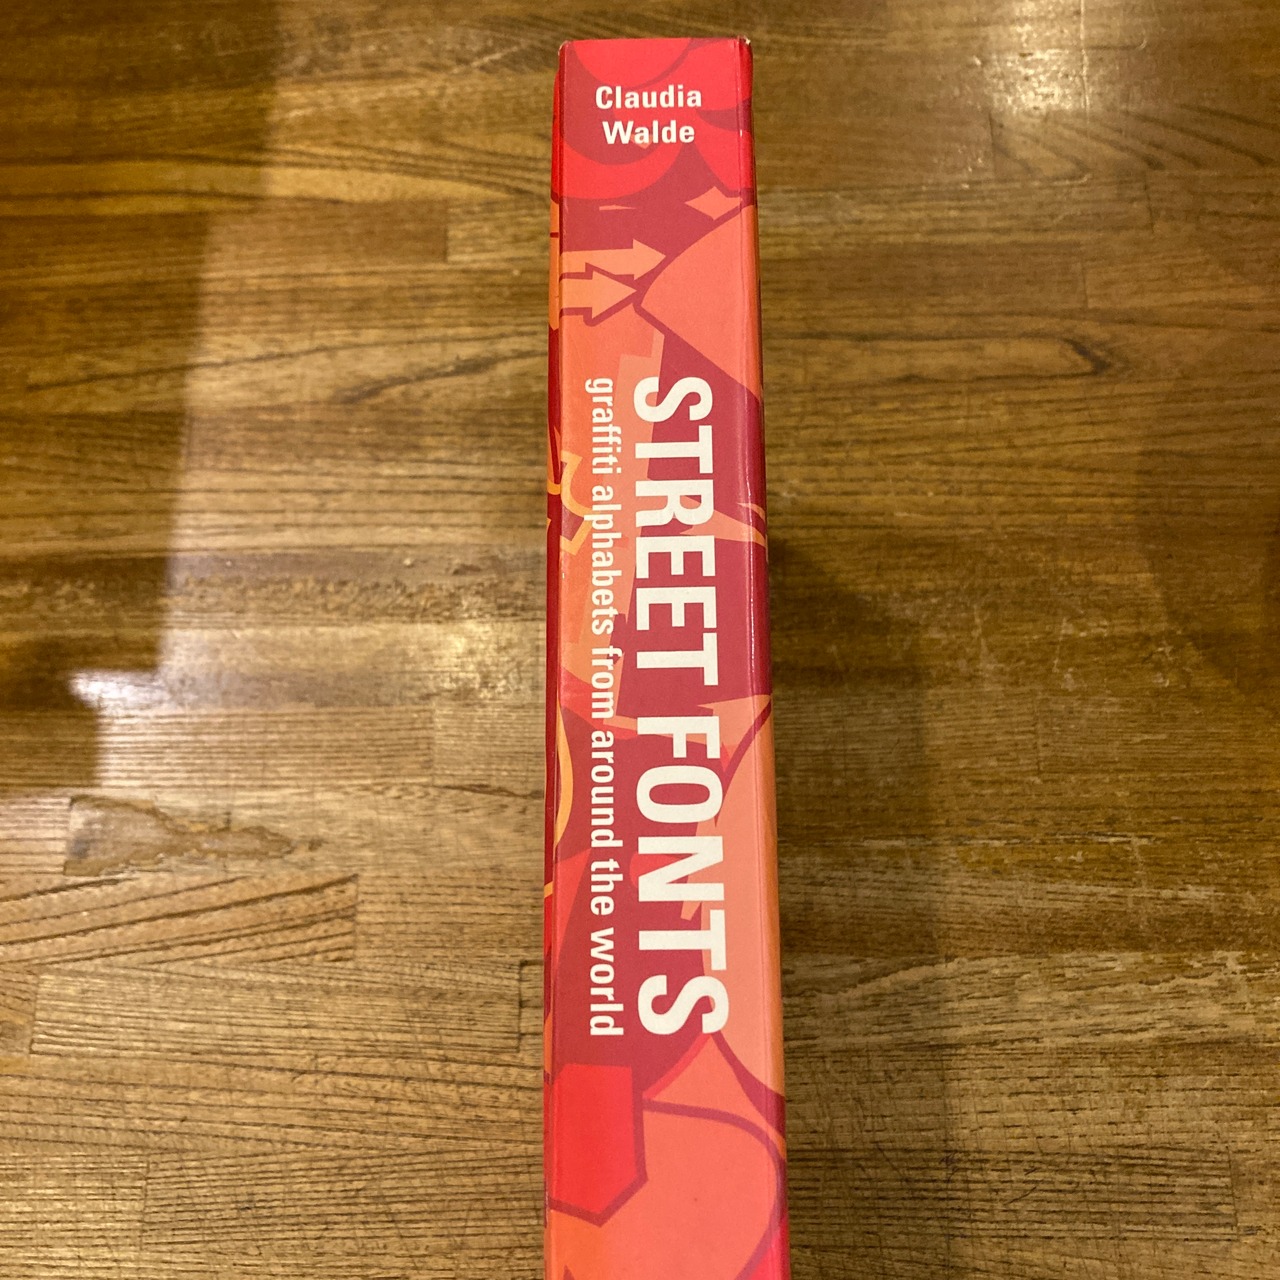 Claudia
Walde
STREET FONTS
graffiti alphabets from around the world